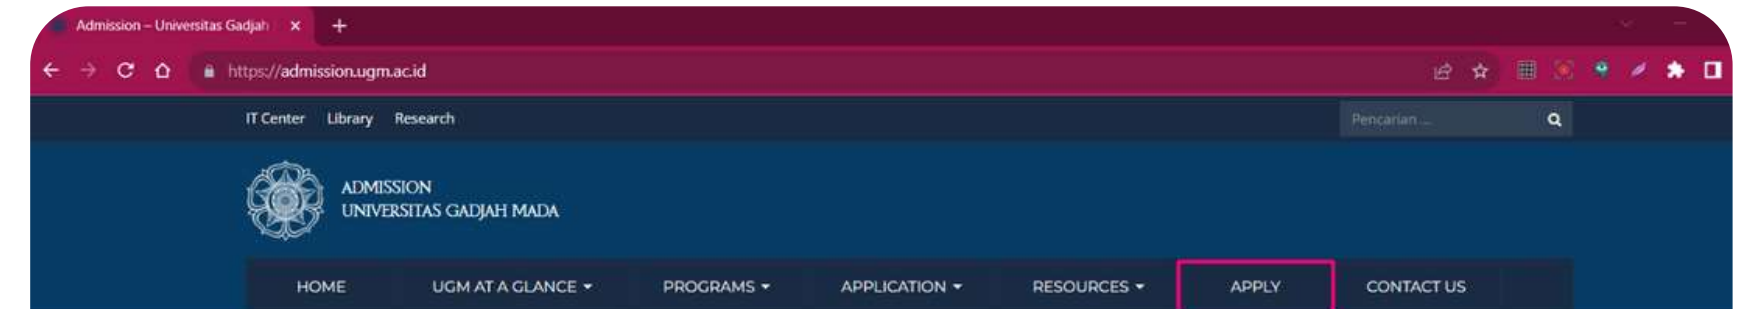 Admission – Universitas Gadjah
https://admission.ugm.ac.id
IT Center Library Research Pencarian ...
ADMISSION
UNIVERSITAS GADJAH MADA
HOME UGM AT A GLANCE PROGRAMS APPLICATION RESOURCES APPLY CONTACT US